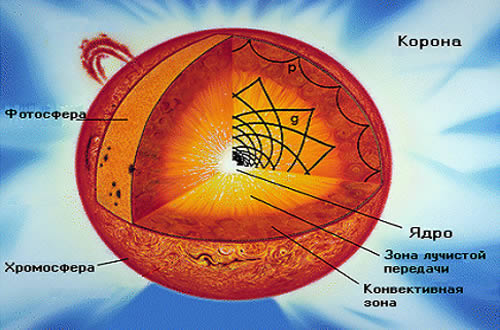 Корона
p
Фотосфера
g
Ядро
Зона лучистой
передачи
Хромосфера
Конвективная
зона